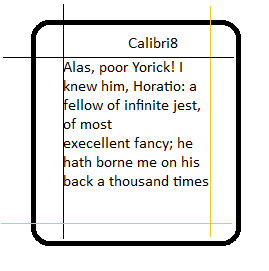 Calibri8
Alas, poor Yorick! I
knew him, Horatio: a
fellow of infinite jest,
of most
execellent fancy; he
hath borne me on his
back a thousand times